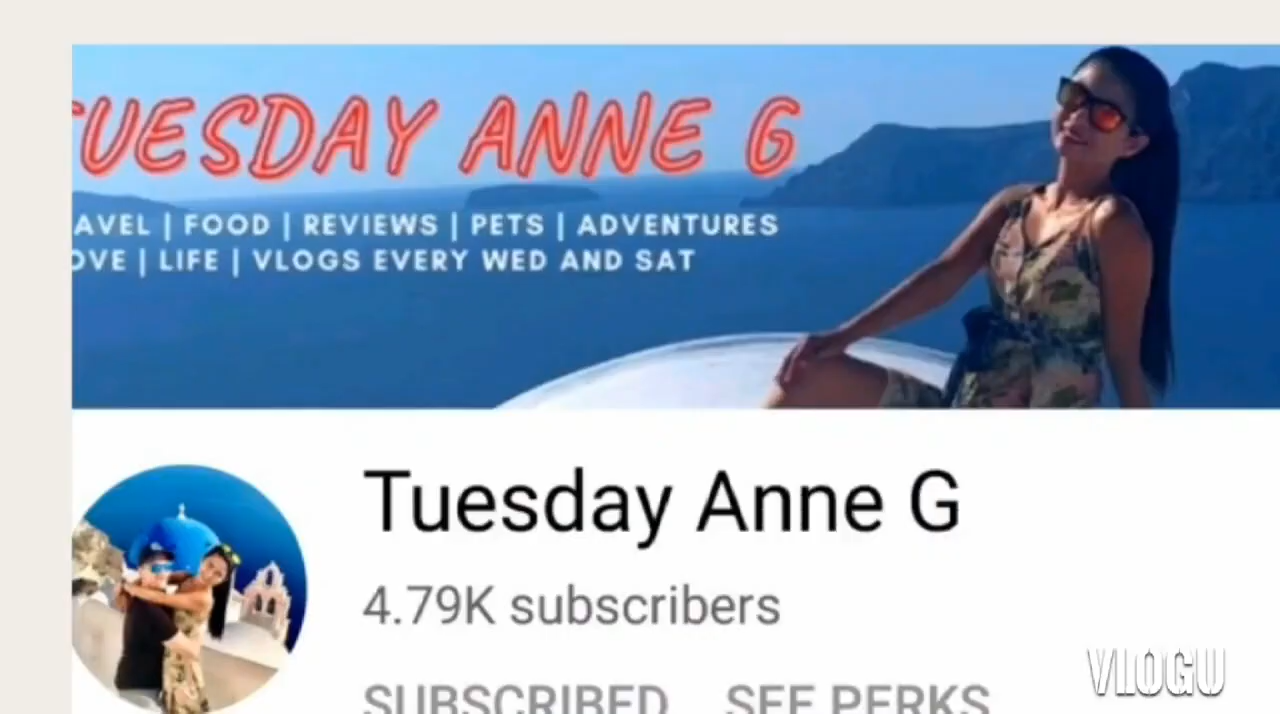 TUESDAY ANNE G
AVEL | FOOD | REVIEWS | PETS | ADVENTURES
OVE | LIFE | VLOGS EVERY WED AND SAT
Tuesday Anne G
4.79K subscribers
SUBSCRIBED SEE PERKS
VLOGU